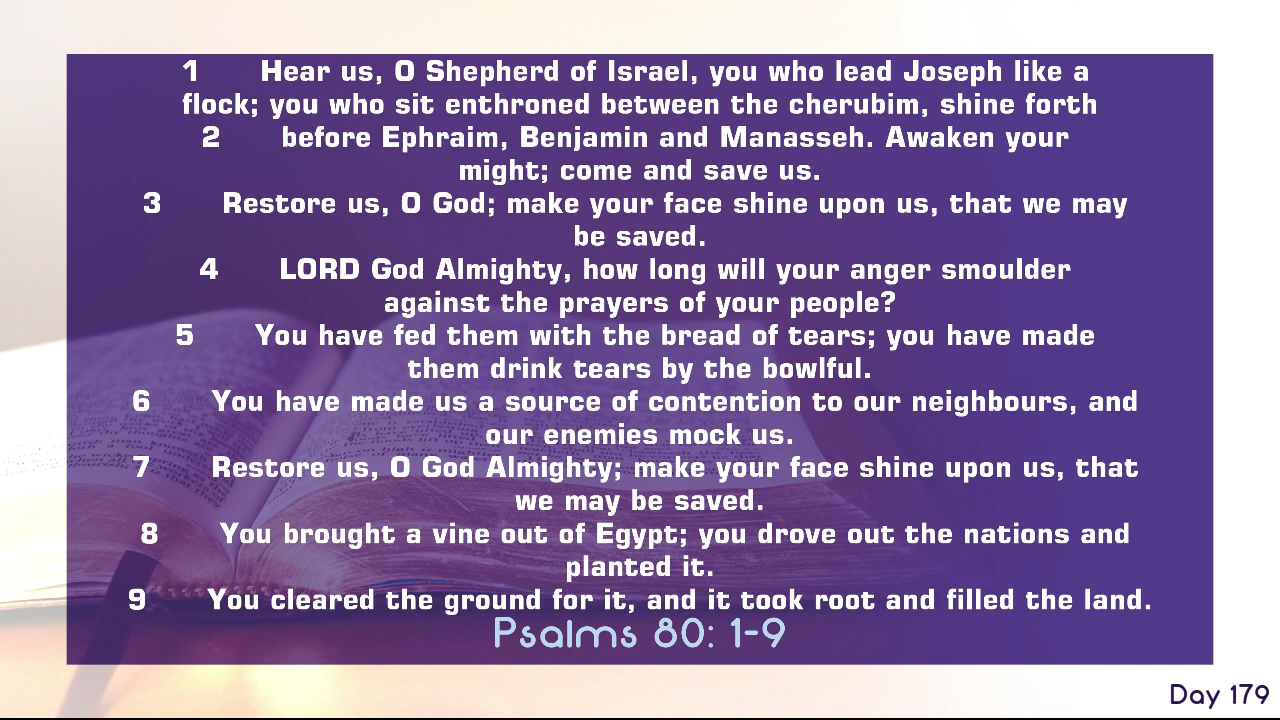 1 Hear us, O Shepherd of Israel, you who lead Joseph like a
flock; you who sit enthroned between the cherubim, shine forth
2 before Ephraim, Benjamin and Manasseh. Awaken your
might; come and save us.
3 Restore us, O God; make your face shine upon us, that we may
be saved.
4 LORD God Almighty, how long will your anger smoulder
against the prayers of your people?
5 You have fed them with the bread of tears; you have made
them drink tears by the bowlful.
6 You have made us a source of contention to our neighbours, and
our enemies mock us.
7 Restore us, O God Almighty; make your face shine upon us, that
we may be saved.
8 You brought a vine out of Egypt; you drove out the nations and
planted it.
9 You cleared the ground for it, and it took root and filled the land.
Psalms 80: 1-9
Day 179